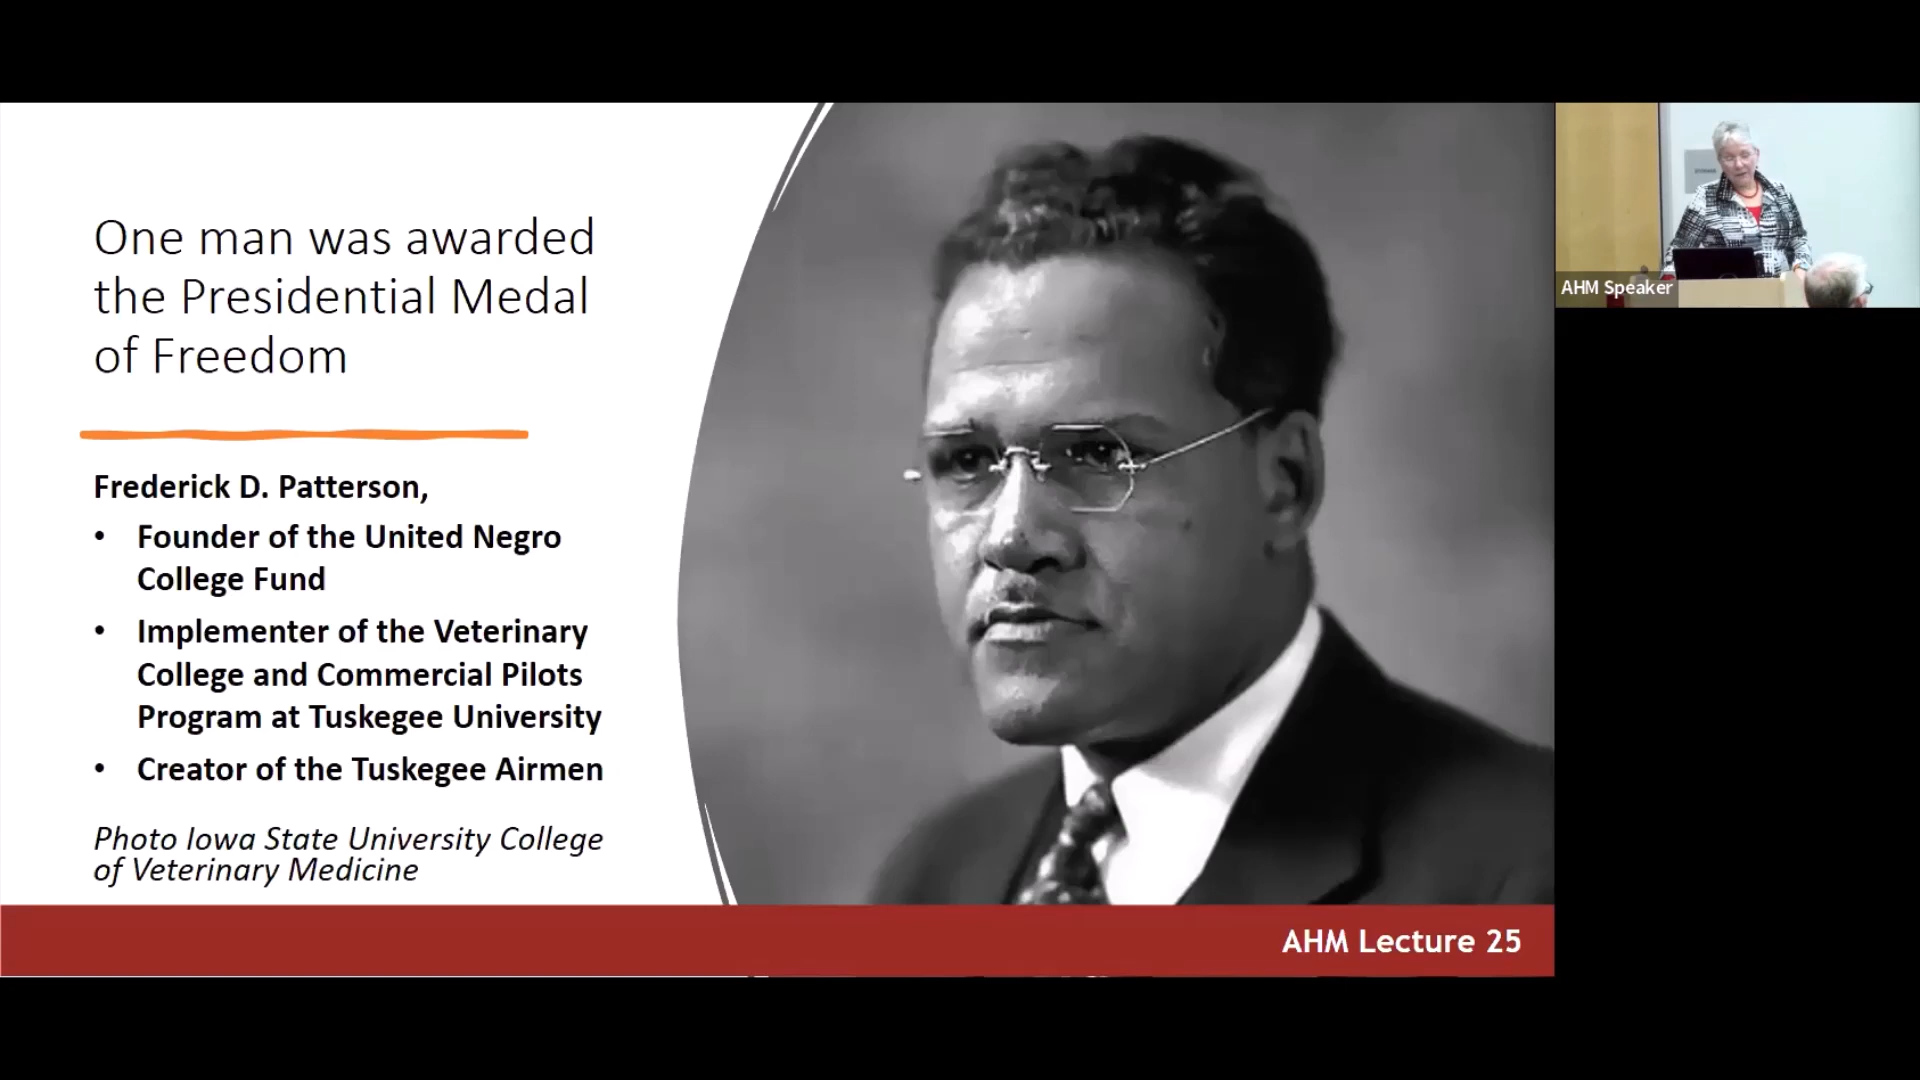 One man was awarded
the Presidential Medal
of Freedom
Frederick D. Patterson,
• Founder of the United Negro
College Fund
• Implementer of the Veterinary
College and Commercial Pilots
Program at Tuskegee University
• Creator of the Tuskegee Airmen
Photo Iowa State University College
of Veterinary Medicine
AHM Lecture 25
AHM Speaker